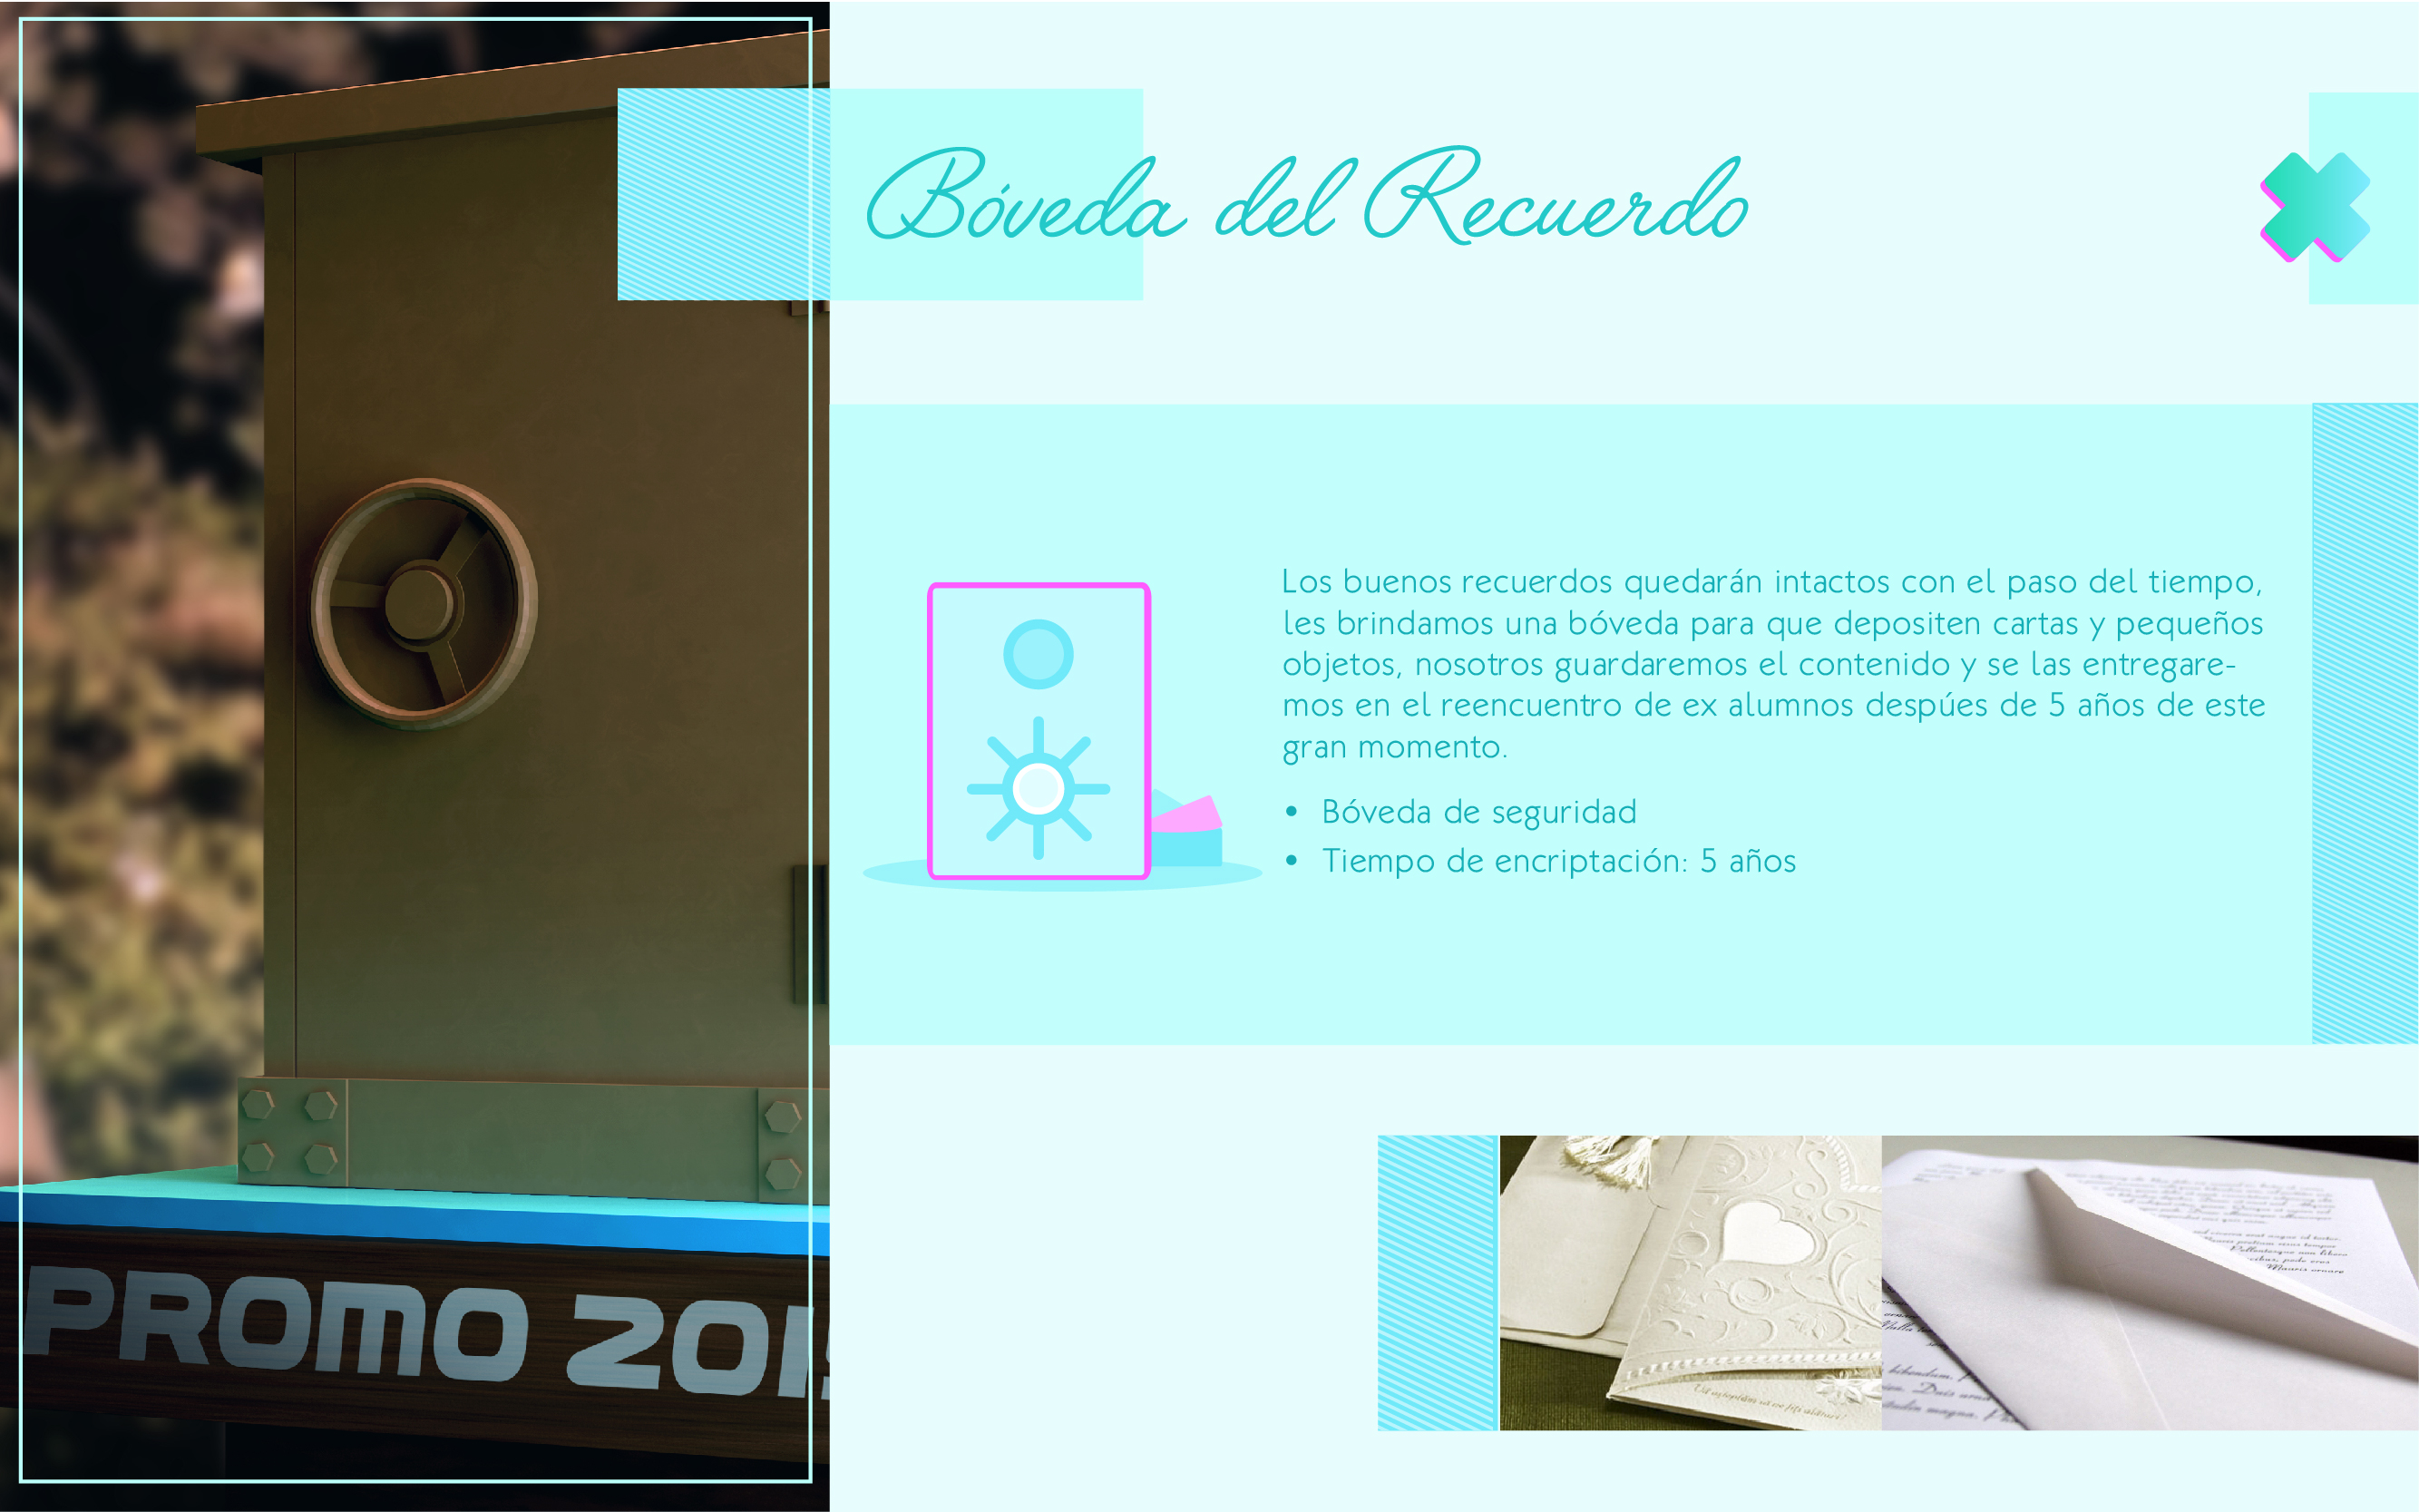 Bóveda del Recuerdo
Los buenos recuerdos quedarán intactos con el paso del tiempo,
les brindamos una bóveda para que depositen cartas y pequeños
objetos, nosotros guardaremos el contenido y se las entregare-
mos en el reencuentro de ex alumnos despúes de 5 años de este
gran momento.
• Bóveda de seguridad
• Tiempo de encriptación: 5 años
PROMO 201